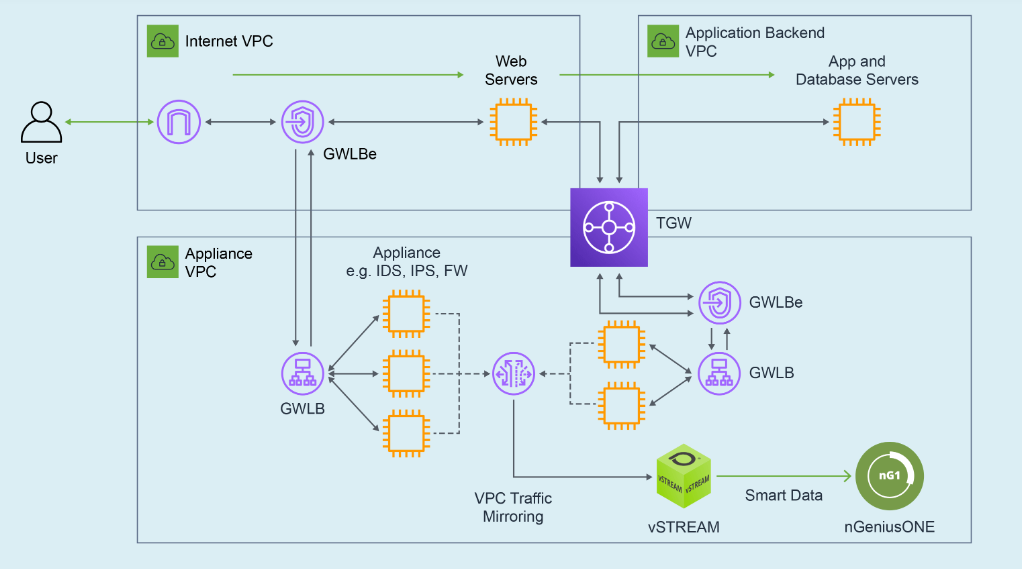 Internet VPC
Application Backend
VPC
Web
Servers
App and
Database Servers
User
GWLBe
TGW
Appliance
VPC
Appliance
e.g. IDS, IPS, FW
GWLBe
GWLB
GWLB
VPC Traffic
Mirroring
vSTREAM
vSTREAM
Smart Data
nG1
vSTREAM
nGeniusONE